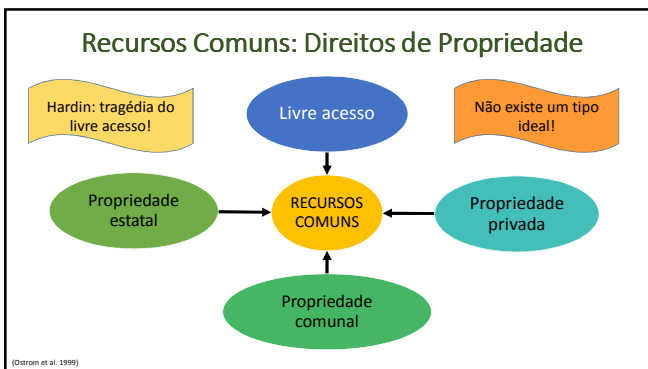 Recursos Comuns: Direitos de Propriedade
Hardin: tragédia do
livre acesso!
Livre acesso
Não existe um tipo
ideal!
Propriedade
estatal
RECURSOS
COMUNS
Propriedade
privada
Propriedade
comunal
(Ostrom et al. 1999)